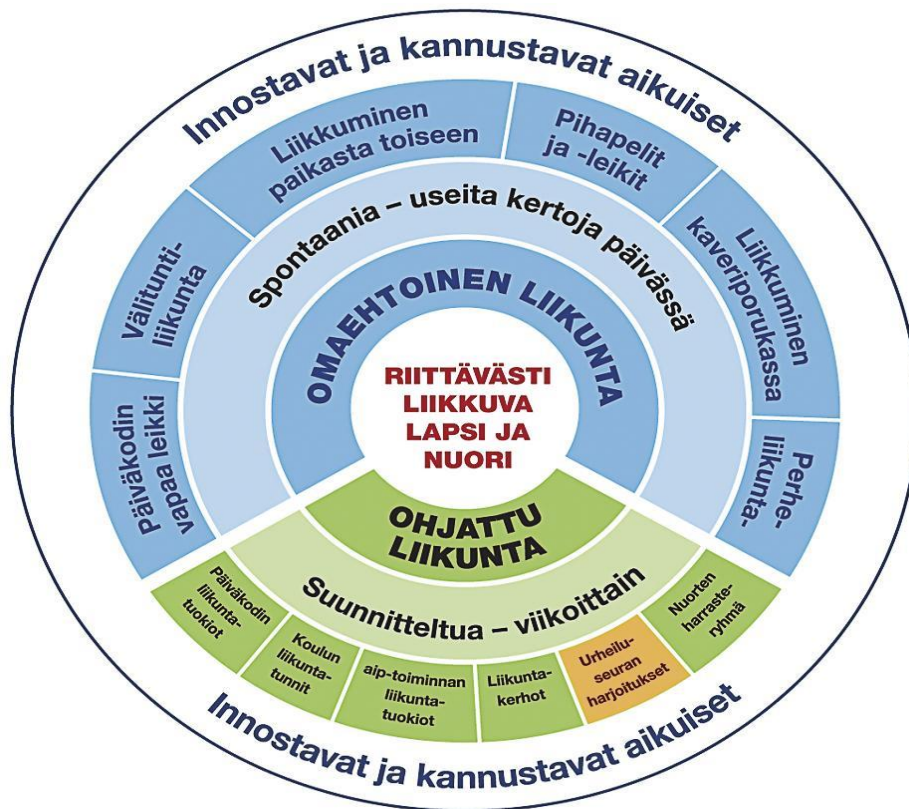 Innostavat ja kannustavat aikuiset
Päiväkodin
vapaa leikki
Välitunti-
liikunta
Liikkuminen
paikasta toiseen
Pihapelit
ja -leikit
Liikkuminen
kaveriporukassa
Perhe-
liikunta-
Spontaania – useita kertoja päivässä
OMAEHTOINEN LIIKUNTA
RIITTÄVÄSTI
LIIKKUVA
LAPSI JA
NUORI
OHJATTU
LIIKUNTA
Suunniteltua – viikoittain
Päiväkodin
liikunta-
tuokiot
Koulun
liikunta-
tunnit
aip-toiminnan
liikunta-
tuokiot
Liikunta-
kerhot
Urheilu-
seuran
harjoitukset
Nuorten
harraste-
ryhmä
Innostavat ja kannustavat aikuiset